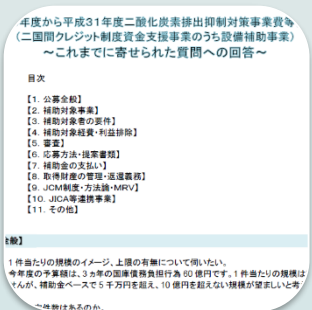 年度から平成31年度二酸化炭素排出抑制対策事業費等
(二国間クレジット制度資金支援事業のうち設備補助事業)
～これまでに寄せられた質問への回答～
目次
【1. 公募全般】
【2. 補助対象事業】
【3. 補助対象者の要件】
【4. 補助対象経費・利益排除】
【5. 審査】
【6. 応募方法・提案書類】
【7. 補助金の支払い】
【8. 取得財産の管理・返還義務】
【9. JCM制度・方法論・MRV】
【10. JICA等連携事業】
【11. その他】
全般】
1件当たりの規模のイメージ、上限の有無について伺いたい。
今年度の予算額は、3ヵ年の国庫債務負担行為60億円です。1件当たりの規模は
せんが、補助金ベースで5千万円を超え、10億円を超えない規模が望ましいと考
件数はあるのか。